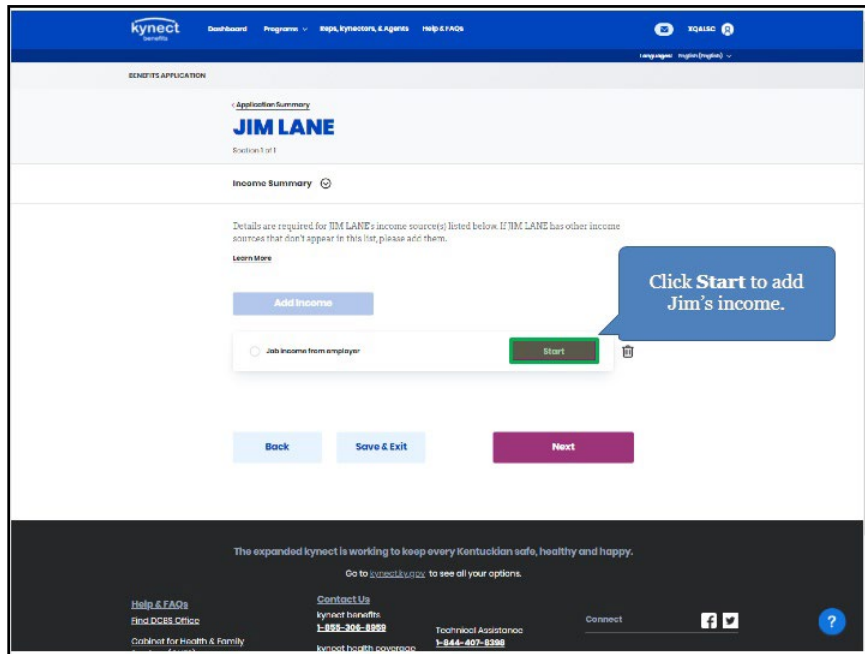 kynect
benefits
Dashboard Programs Reps, kynectors, & Agents Help & FAQs XQALSC
Languages: English (English)
BENEFITS APPLICATION
< Application Summary
JIM LANE
Section 1 of 1
Income Summary
Details are required for JIM LANE's income source(s) listed below. If JIM LANE has other income
sources that don't appear in this list, please add them.
Learn More
Click Start to add
Jim's income.
Add Income
Job income from employer Start
Back Save & Exit Next
The expanded kynect is working to keep every Kentuckian safe, healthy and happy.
Go to kynect.ky.gov to see all your options.
Help & FAQs
Find DCBS Office
Cabinet for Health & Family
Contact Us
kynect benefits
1-855-306-8959
kynect health coverage
Technical Assistance
1-844-407-8398
Connect
?